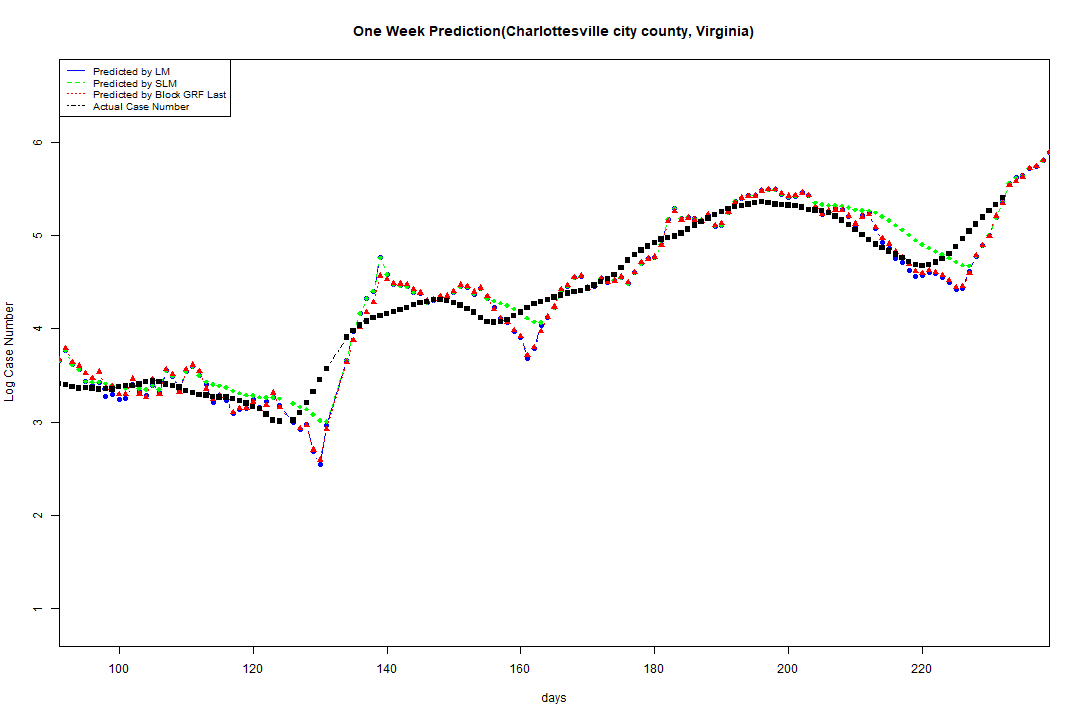 One Week Prediction(Charlottesville city county, Virginia)
Predicted by LM
Predicted by SLM
Predicted by Block GRF Last
Actual Case Number
6
5
4
3
2
1
Log Case Number
100 120 140 160 180 200 220
days